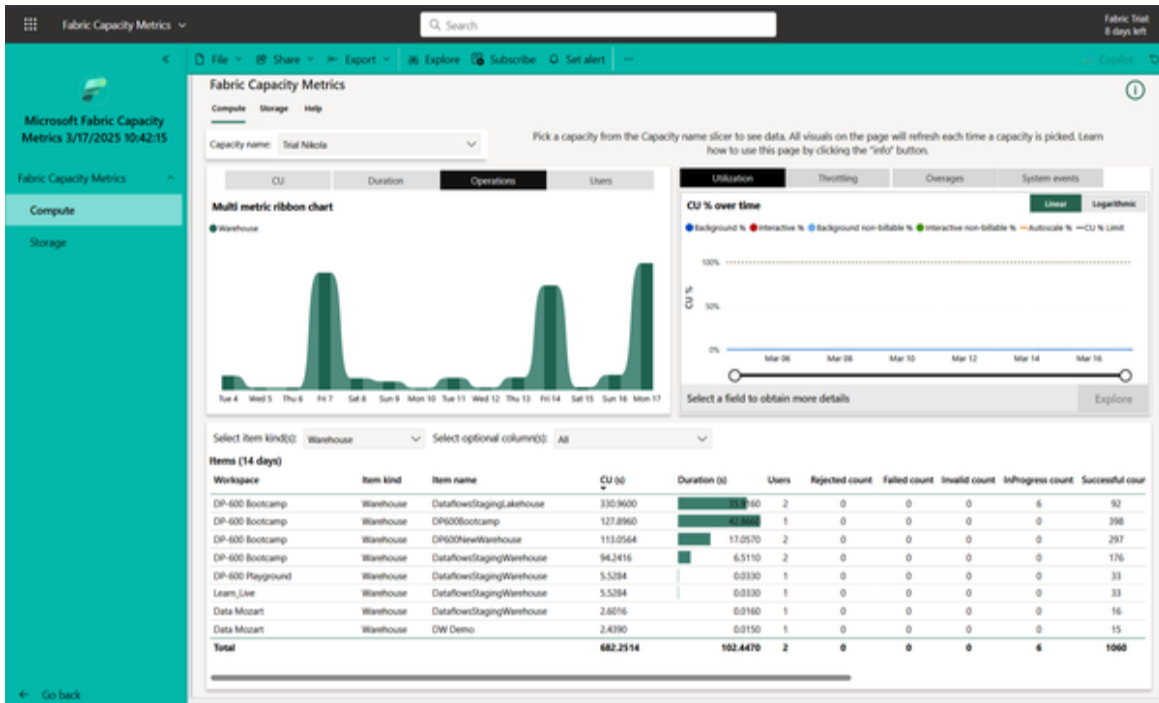 Fabric Capacity Metrics
Search
Fabric Trial:
8 days left
File
Share
Export
Explore
Subscribe
Set alert
Copilot
Microsoft Fabric Capacity
Metrics 3/17/2025 10:42:15
Fabric Capacity Metrics
Compute
Storage
Go back
Fabric Capacity Metrics
Compute Storage Help
Capacity name: Trial Nikola
Pick a capacity from the Capacity name slicer to see data. All visuals on the page will refresh each time a capacity is picked. Learn
how to use this page by clicking the "info" button.
CU Duration Operations Users
Multi metric ribbon chart
Warehouse
Tue 4 Wed 5 Thu 6 Fri 7 Sat 8 Sun 9 Mon 10 Tue 11 Wed 12 Thu 13 Fri 14 Sat 15 Sun 16 Mon 17
Utilization Throttling Overages System events
CU % over time
Linear Logarithmic
Background % Interactive % Background non-billable % Interactive non-billable % Autoscale % CU % Limit
100%
50%
0%
CU %
Mar 06 Mar 08 Mar 10 Mar 12 Mar 14 Mar 16
Select a field to obtain more details
Explore
Select item kind(s): Warehouse Select optional column(s): All
Items (14 days)
Workspace Item kind Item name CU (s) Duration (s) Users Rejected count Failed count Invalid count InProgress count Successful cour
DP-600 Bootcamp Warehouse DataflowsStagingLakehouse 330.9600 35.9160 2 0 0 0 6 92
DP-600 Bootcamp Warehouse DP600Bootcamp 127.8960 42.8660 1 0 0 0 0 398
DP-600 Bootcamp Warehouse DP600NewWarehouse 113.0564 17.0570 2 0 0 0 0 297
DP-600 Bootcamp Warehouse DataflowsStagingWarehouse 94.2416 6.5110 2 0 0 0 0 176
DP-600 Playground Warehouse DataflowsStagingWarehouse 5.5284 0.0330 1 0 0 0 0 33
Learn_Live Warehouse DataflowsStagingWarehouse 5.5284 0.0330 1 0 0 0 0 33
Data Mozart Warehouse DataflowsStagingWarehouse 2.6016 0.0160 1 0 0 0 0 16
Data Mozart Warehouse DW Demo 2.4390 0.0150 1 0 0 0 0 15
Total 682.2514 102.4470 2 0 0 0 6 1060